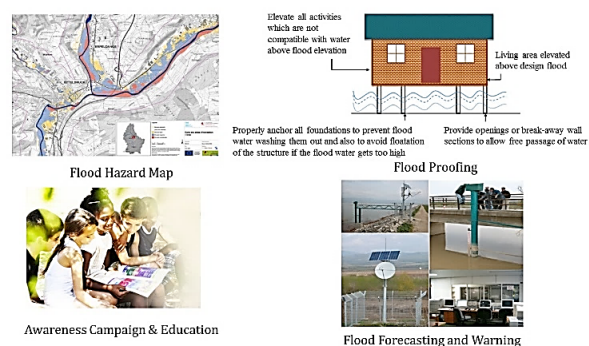 Elevate all activities
which are not
compatible with water
above flood elevation
Living area elevated
above design flood
Properly anchor all foundations to prevent flood
water washing them out and also to avoid floatation
of the structure if the flood water gets too high
Provide openings or break-away wall
sections to allow free passage of water
Flood Hazard Map
Flood Proofing
Awareness Campaign & Education
Flood Forecasting and Warning